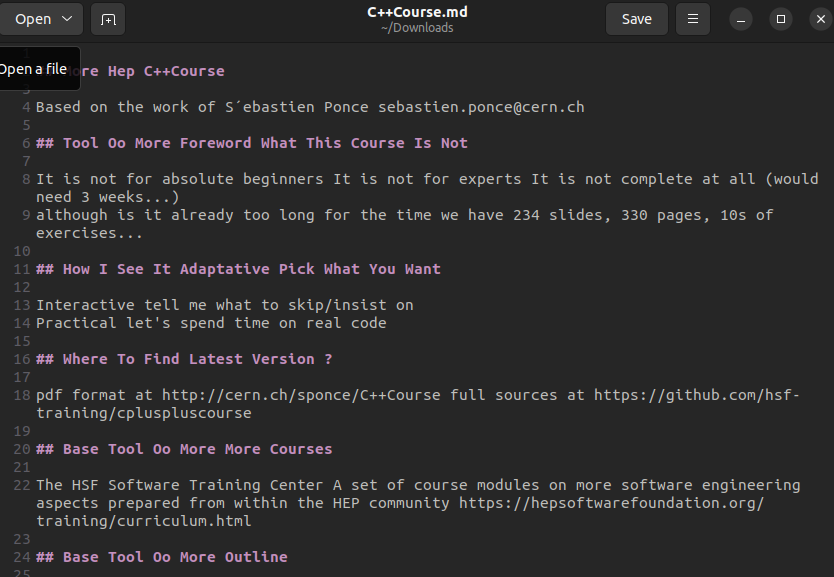 Open
C++Course.md
~/Downloads
Save
Open a file
ore Hep C++Course
3
4 Based on the work of S´ebastien Ponce sebastien.ponce@cern.ch
5
6 ## Tool Oo More Foreword What This Course Is Not
7
8 It is not for absolute beginners It is not for experts It is not complete at all (would
need 3 weeks...)
9 although is it already too long for the time we have 234 slides, 330 pages, 10s of
exercises...
10
11 ## How I See It Adaptative Pick What You Want
12
13 Interactive tell me what to skip/insist on
14 Practical let's spend time on real code
15
16 ## Where To Find Latest Version ?
17
18 pdf format at http://cern.ch/sponce/C++Course full sources at https://github.com/hsf-
training/cpluspluscourse
19
20 ## Base Tool Oo More More Courses
21
22 The HSF Software Training Center A set of course modules on more software engineering
aspects prepared from within the HEP community https://hepsoftwarefoundation.org/
training/curriculum.html
23
24 ## Base Tool Oo More Outline
25